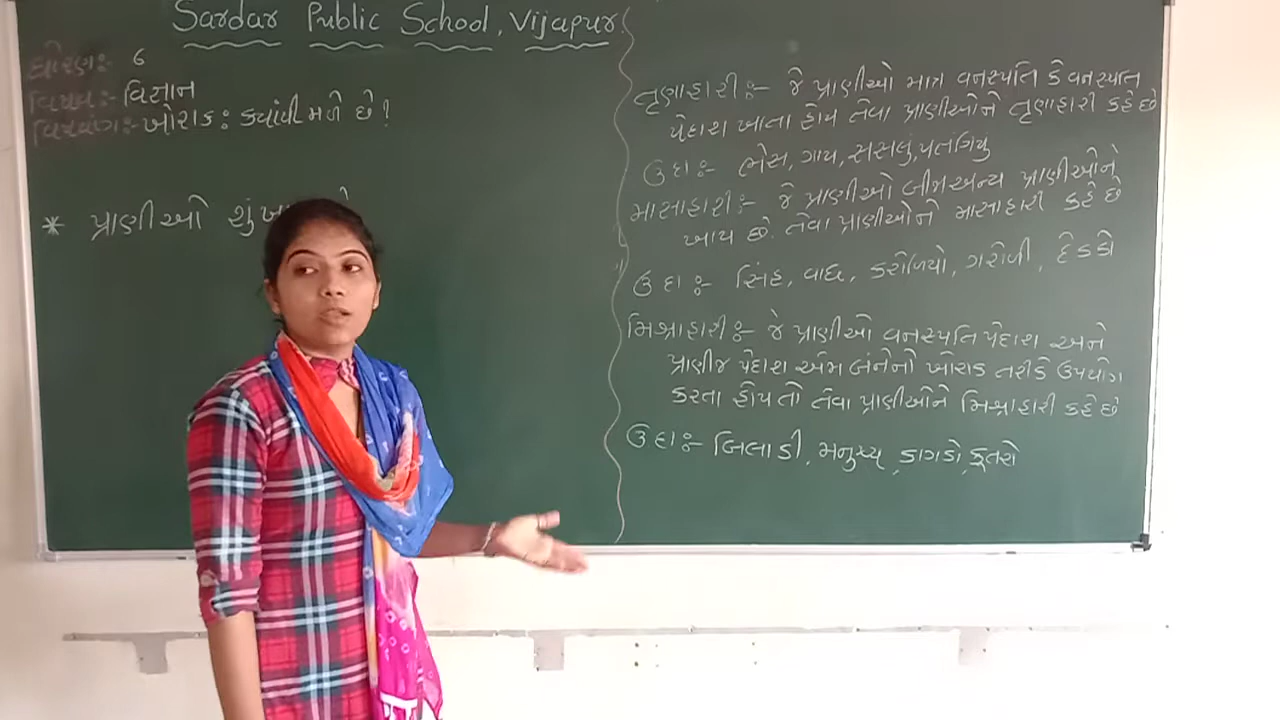 Sardar Public School, Vijapur.
ધોરણ:- 6
વિષય:- વિજ્ઞાન
વિષયાંગ:- ખોરાક: ક્યાંથી મળે છે?
* પ્રાણીઓ શું
તૃણાહારી:- જે પ્રાણીઓ માત્ર વનસ્પતિ કે વનસ્પતિ
પેદાશ ખાતા હોય તેવા પ્રાણીઓને તૃણાહારી કહે છે
ઉદા:- ભેસ, ગાય, સસલું, પતંગિયું
માસાહારી:- જે પ્રાણીઓ બીજા અન્ય પ્રાણીઓને
ખાય છે. તેવા પ્રાણીઓને માસાહારી કહે છે
ઉદા:- સિંહ, વાઘ, કરોળિયો, ગરોળી, દેડકો
મિશ્રાહારી:- જે પ્રાણીઓ વનસ્પતિ પેદાશ અને
પ્રાણીજ પેદાશ એમ બંનેનો ખોરાક તરીકે ઉપયોગ
કરતા હોય તો તેવા પ્રાણીઓને મિશ્રાહારી કહે છે
ઉદા:- બિલાડી, મનુષ્ય, કાગડો, કૂતરો